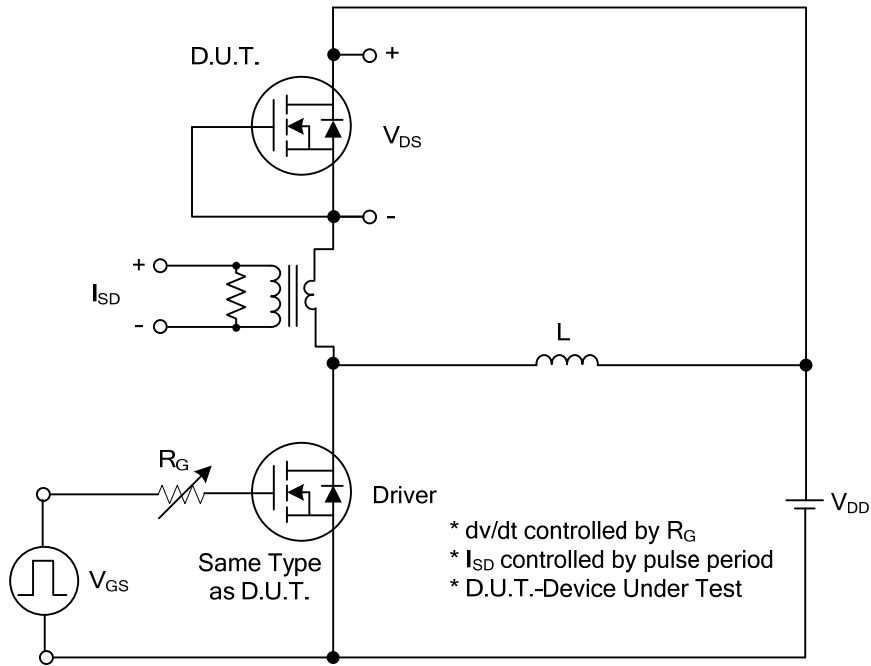 D.U.T.
+
VDS
-
+
ISD
-
L
RG
Driver
VDD
Same Type
as D.U.T.
VGS
* dv/dt controlled by RG
* ISD controlled by pulse period
* D.U.T.-Device Under Test